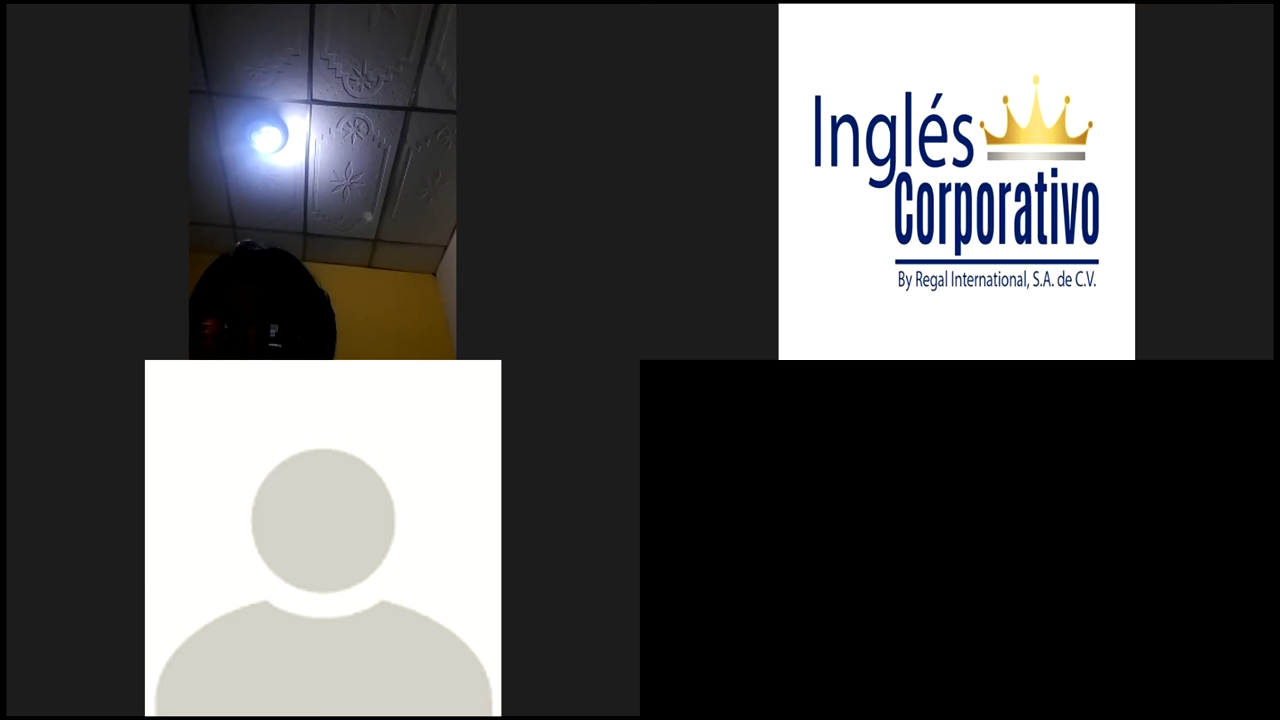 Inglés
Corporativo
By Regal International, S.A. de C.V.